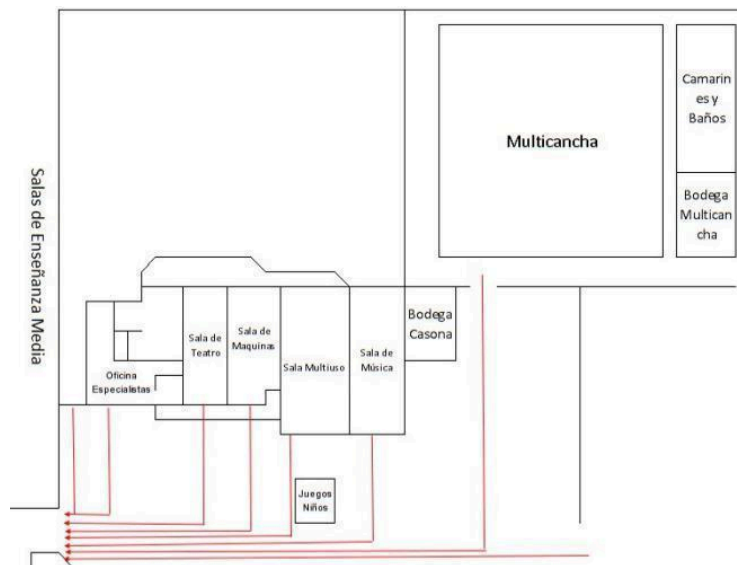 Salas de Enseñanza Media
Multicancha
Camarin
es y
Baños
Bodega
Multican
cha
Oficina
Especialistas
Sala de
Teatro
Sala de
Maquinas
Sala Multiuso
Sala de
Música
Bodega
Casona
Juegos
Niños